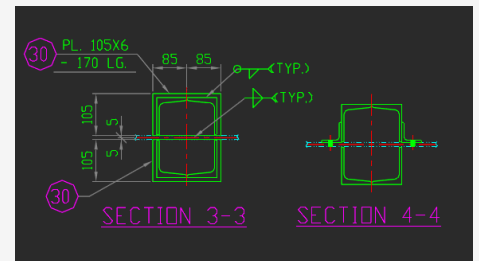 30
PL. 105X6
- 170 LG.
85 85
(TYP.)
(TYP.)
105
5
105
5
30
SECTION 3-3
SECTION 4-4